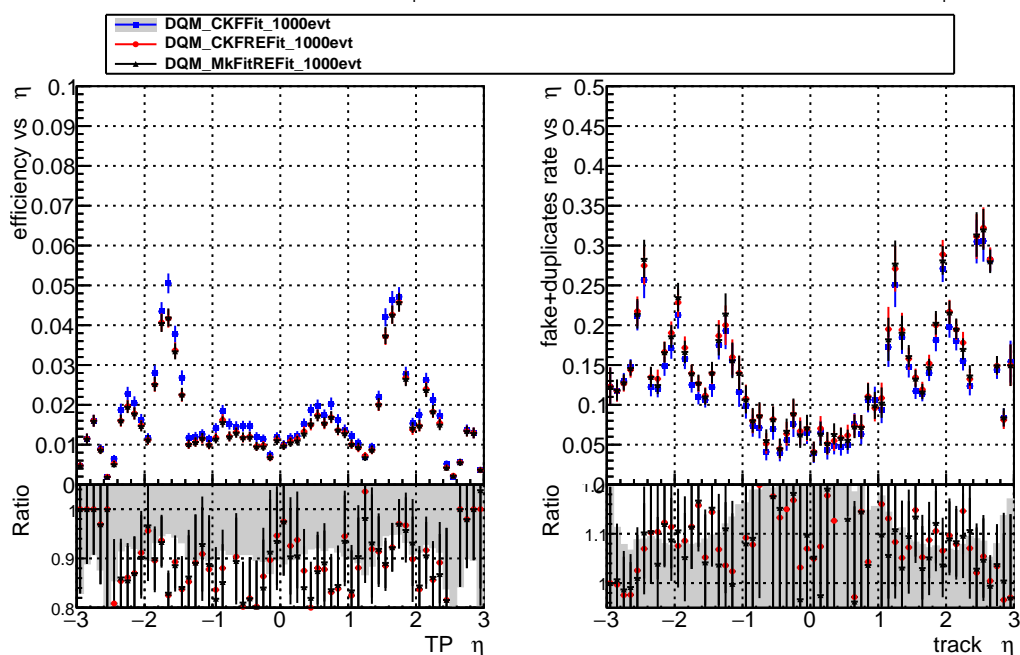 DQM_CKFFit_1000evt
DQM_CKFREFit_1000evt
DQM_MkFitREFit_1000evt
efficiency vs η
0.1
0.09
0.08
0.07
0.06
0.05
0.04
0.03
0.02
0.01
0
Ratio
1
0.9
0.8
−3 −2 −1 0 1 2 3
TP η
fake+duplicates rate vs η
0.5
0.45
0.4
0.35
0.3
0.25
0.2
0.15
0.1
0.05
Ratio
1.1
1
−3 −2 −1 0 1 2 3
track η